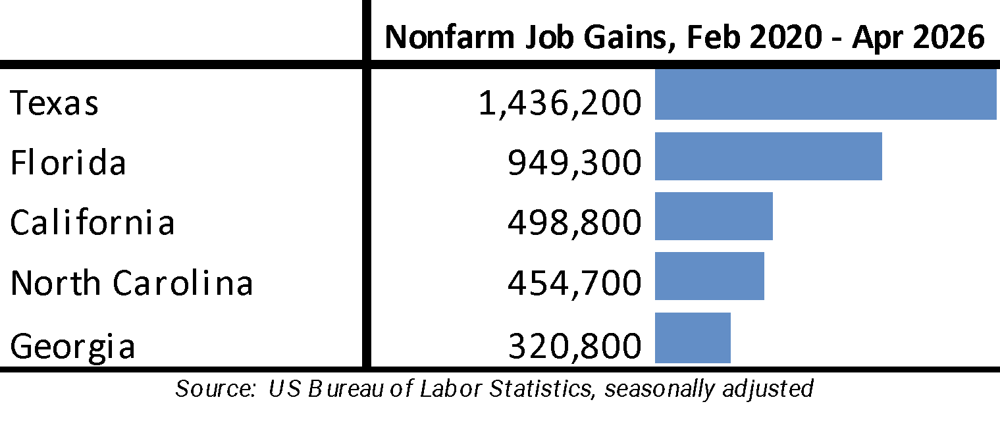 Nonfarm Job Gains, Feb 2020 - Apr 2026
Texas 1,436,200
Florida 949,300
California 498,800
North Carolina 454,700
Georgia 320,800
Source: US Bureau of Labor Statistics, seasonally adjusted